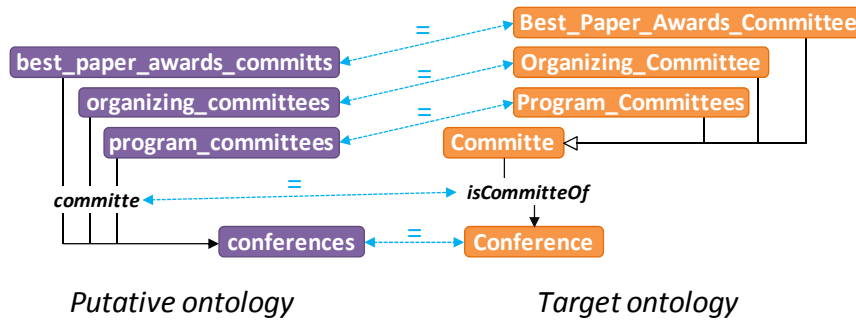 =
Best_Paper_Awards_Committee
best_paper_awards_committs
=
Organizing_Committee
organizing_committees
=
Program_Committees
program_committees
Committe
committe
=
isCommitteOf
conferences
=
Conference
Putative ontology
Target ontology